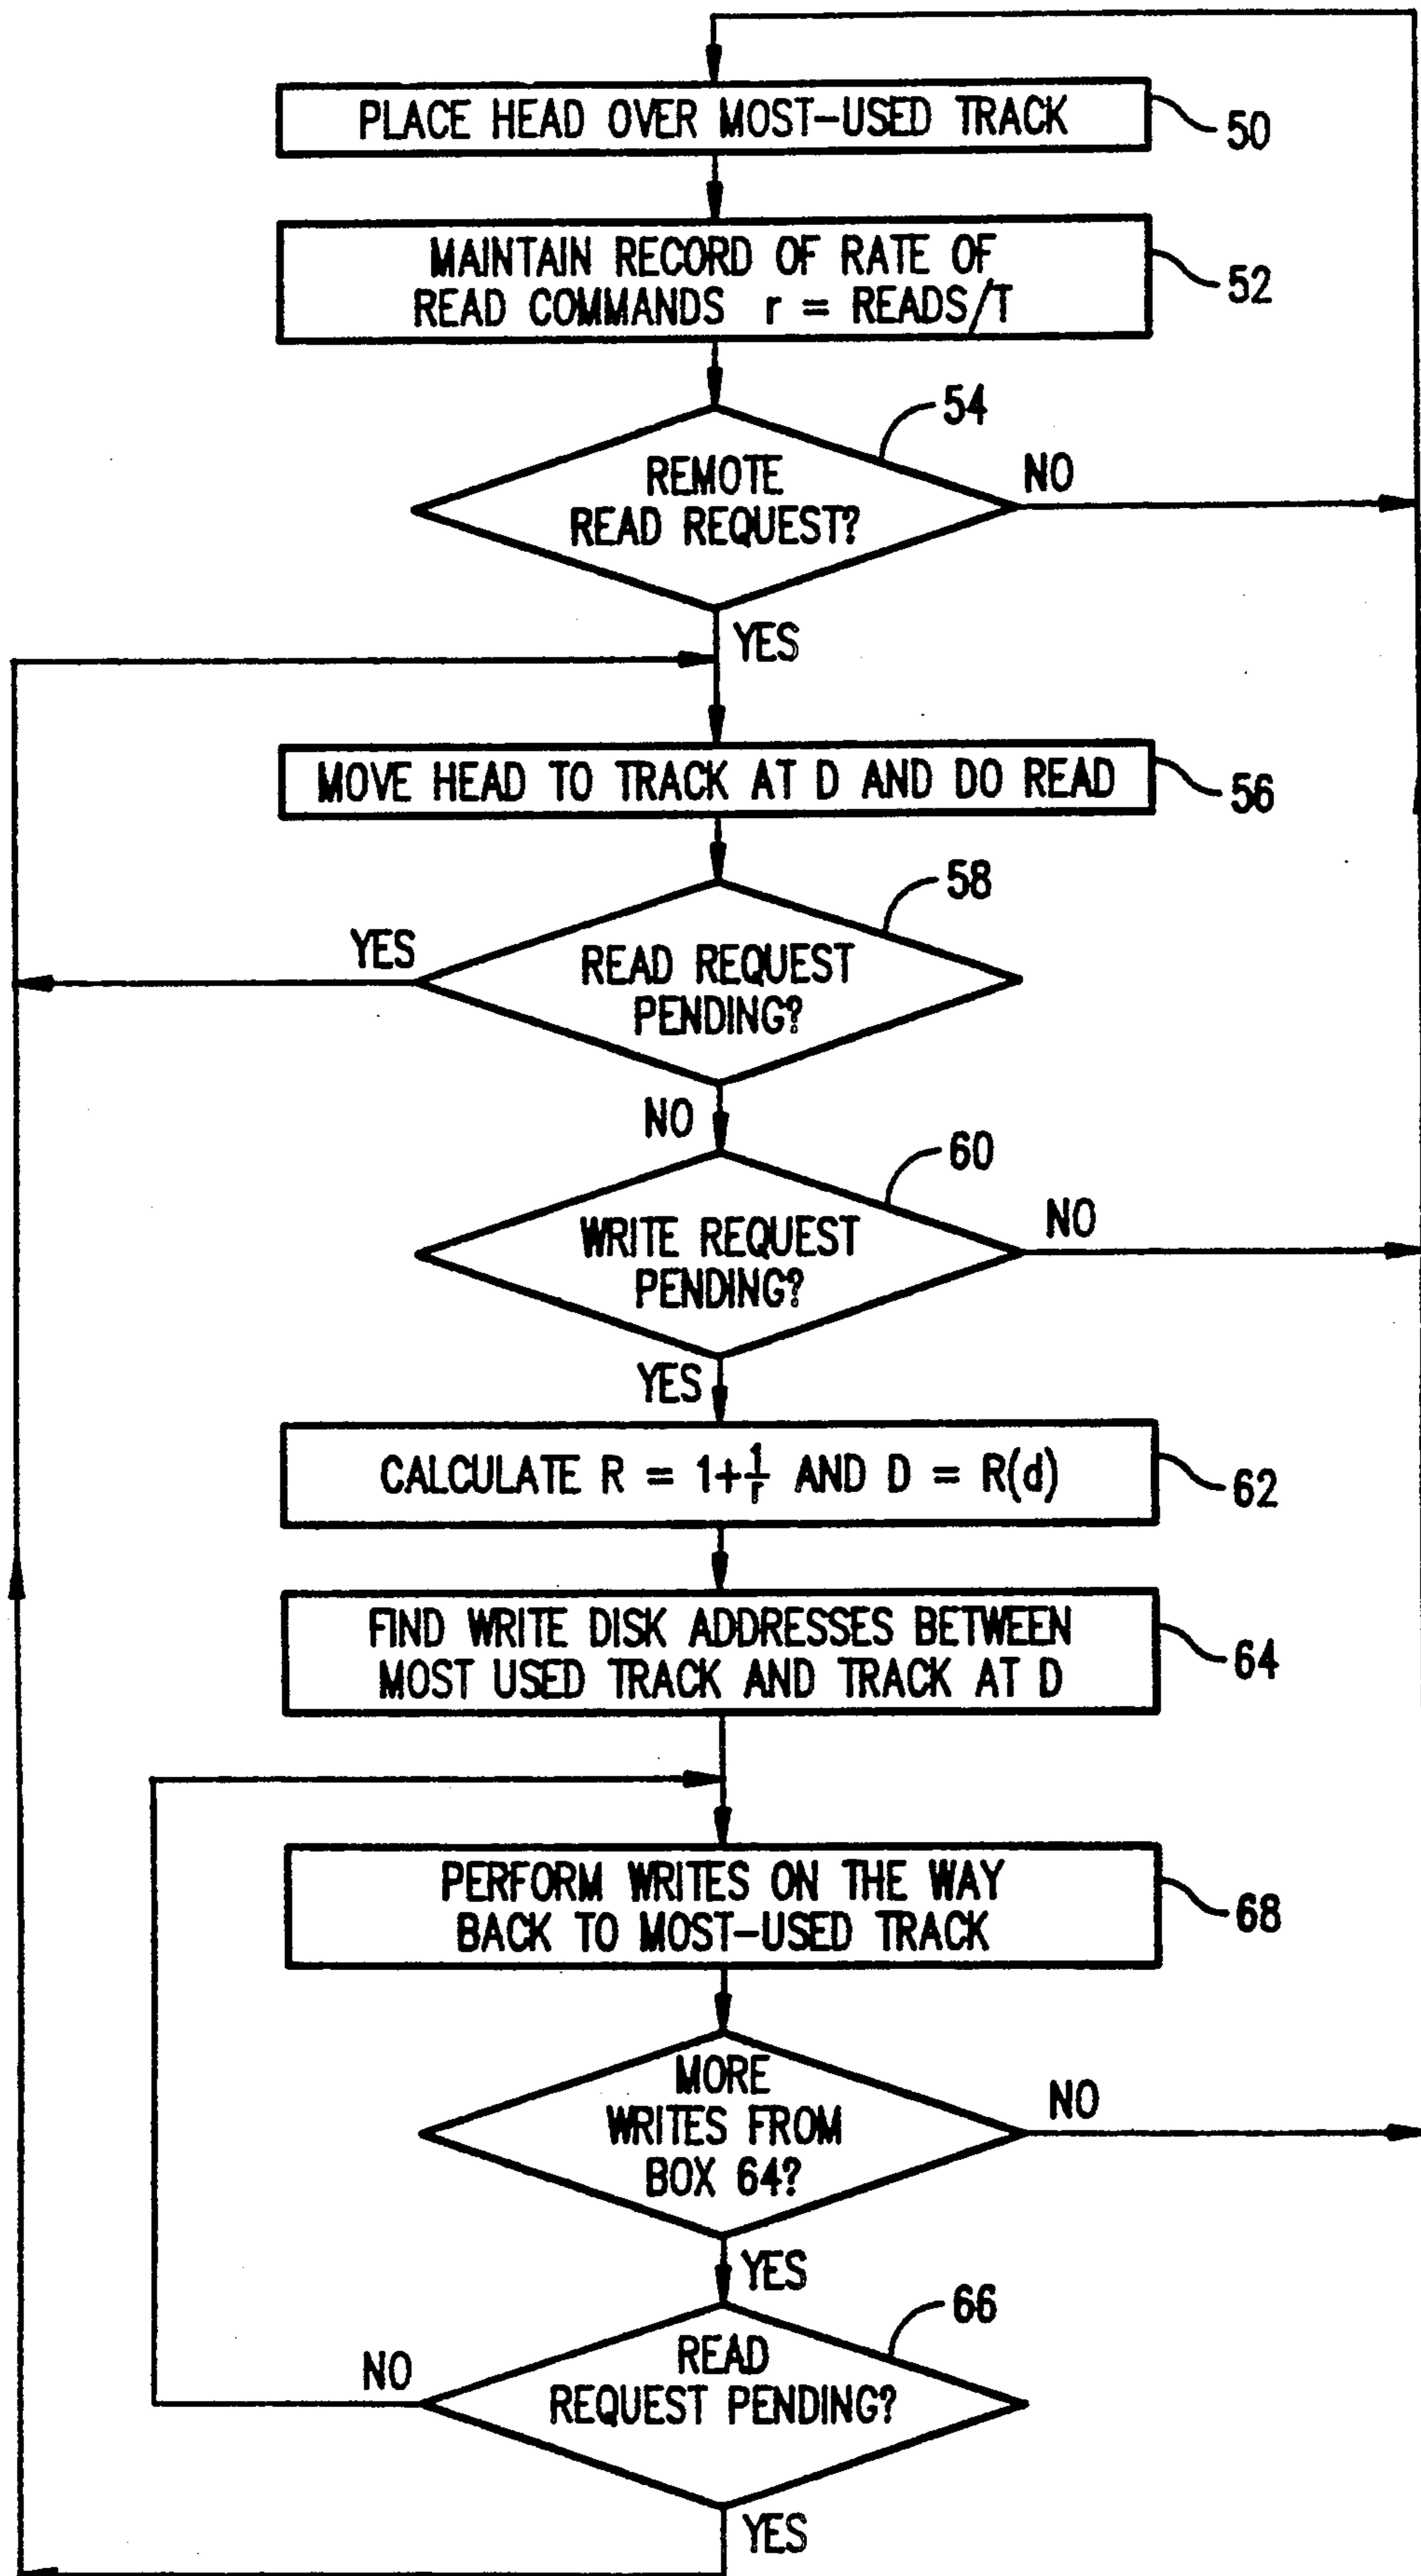 PLACE HEAD OVER MOST-USED TRACK
50
MAINTAIN RECORD OF RATE OF
READ COMMANDS r = READS/T
52
54
REMOTE
READ REQUEST?
NO
YES
MOVE HEAD TO TRACK AT D AND DO READ
56
58
YES
READ REQUEST
PENDING?
NO
60
WRITE REQUEST
PENDING?
NO
YES
CALCULATE R = 1+1/r AND D = R(d)
62
FIND WRITE DISK ADDRESSES BETWEEN
MOST USED TRACK AND TRACK AT D
64
PERFORM WRITES ON THE WAY
BACK TO MOST-USED TRACK
68
MORE
WRITES FROM
BOX 64?
NO
YES
66
NO
READ
REQUEST PENDING?
YES